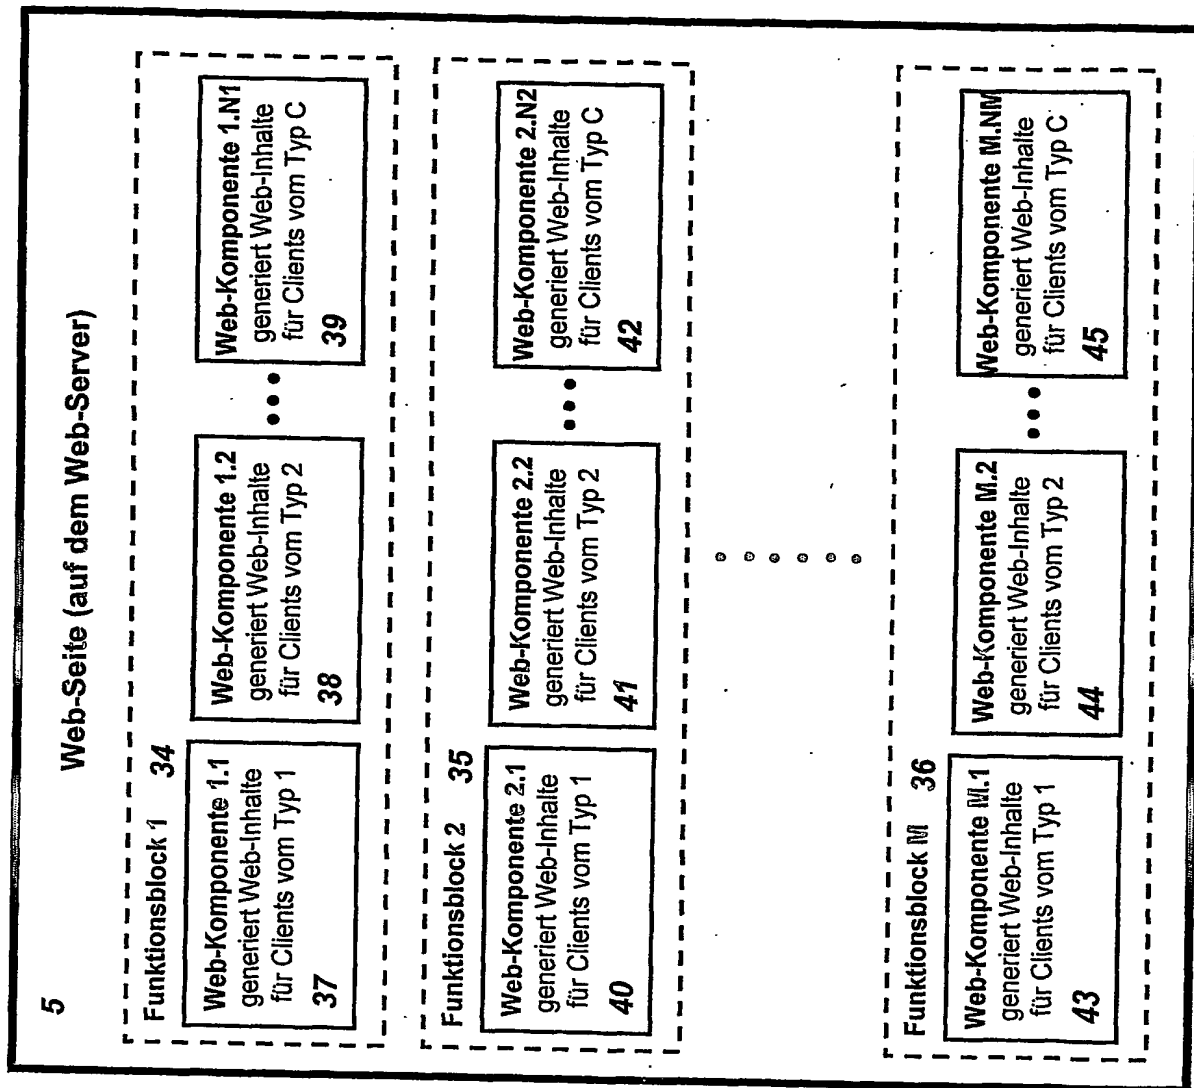 5
Web-Seite (auf dem Web-Server)
Funktionsblock 1 34
Web-Komponente 1.1
generiert Web-Inhalte
für Clients vom Typ 1
37
Web-Komponente 1.2
generiert Web-Inhalte
für Clients vom Typ 2
38
Web-Komponente 1.N1
generiert Web-Inhalte
für Clients vom Typ C
39
Funktionsblock 2 35
Web-Komponente 2.1
generiert Web-Inhalte
für Clients vom Typ 1
40
Web-Komponente 2.2
generiert Web-Inhalte
für Clients vom Typ 2
41
Web-Komponente 2.N2
generiert Web-Inhalte
für Clients vom Typ C
42
Funktionsblock M 36
Web-Komponente M.1
generiert Web-Inhalte
für Clients vom Typ 1
43
Web-Komponente M.2
generiert Web-Inhalte
für Clients vom Typ 2
44
Web-Komponente M.NM
generiert Web-Inhalte
für Clients vom Typ C
45